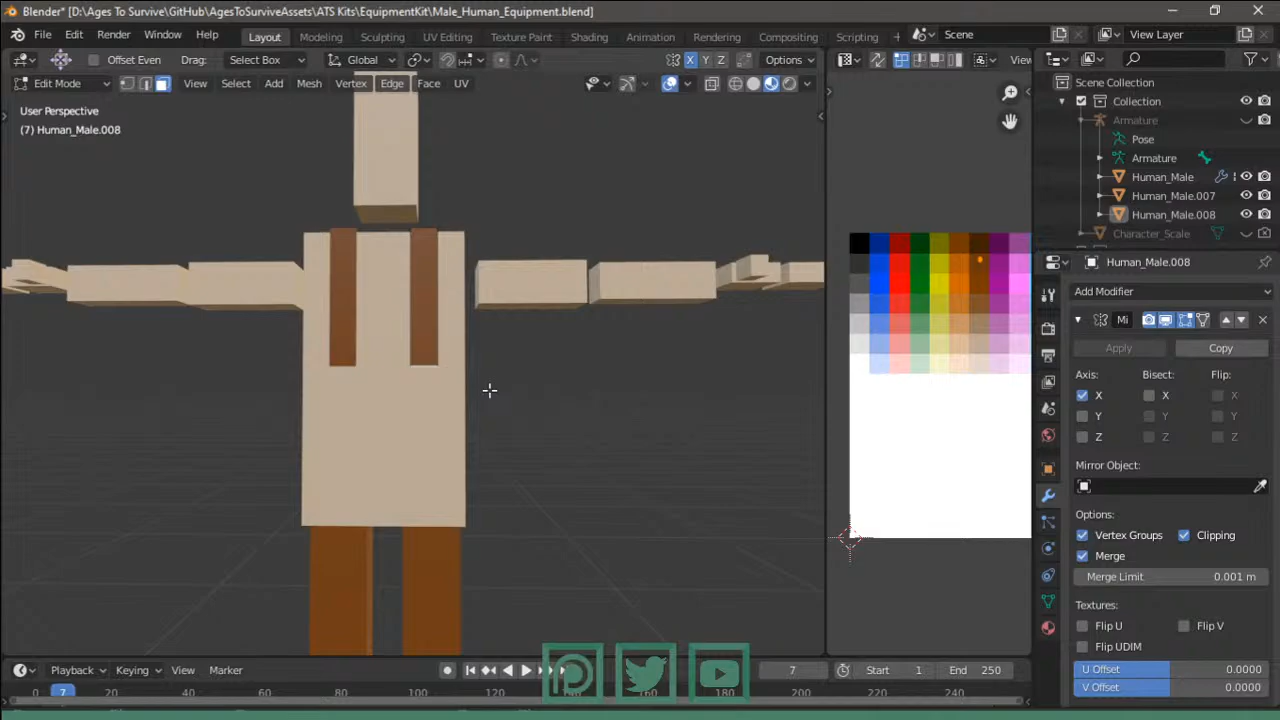 Blender* [D:\Ages To Survive\GitHub\AgesToSurviveAssets\ATS Kits\EquipmentKit\Male_Human_Equipment.blend]
File Edit Render Window Help Layout Modeling Sculpting UV Editing Texture Paint Shading Animation Rendering Compositing Scripting Scene View Layer
Offset Even Drag: Select Box Global X Y Z Options View
Edit Mode View Select Add Mesh Vertex Edge Face UV
User Perspective
(7) Human_Male.008
Scene Collection
Collection
Armature
Pose
Armature
Human_Male
Human_Male.007
Human_Male.008
Character_Scale
Human_Male.008
Add Modifier
Mi
Apply Copy
Axis: Bisect: Flip:
X X X
Y Y Y
Z Z Z
Mirror Object:
Options:
Vertex Groups Clipping
Merge
Merge Limit 0.001 m
Textures:
Flip U Flip V
Flip UDIM
U Offset 0.0000
V Offset 0.0000
Playback Keying View Marker 7 Start 1 End 250
0 7 20 40 60 80 100 120 140 160 180 200 220 240